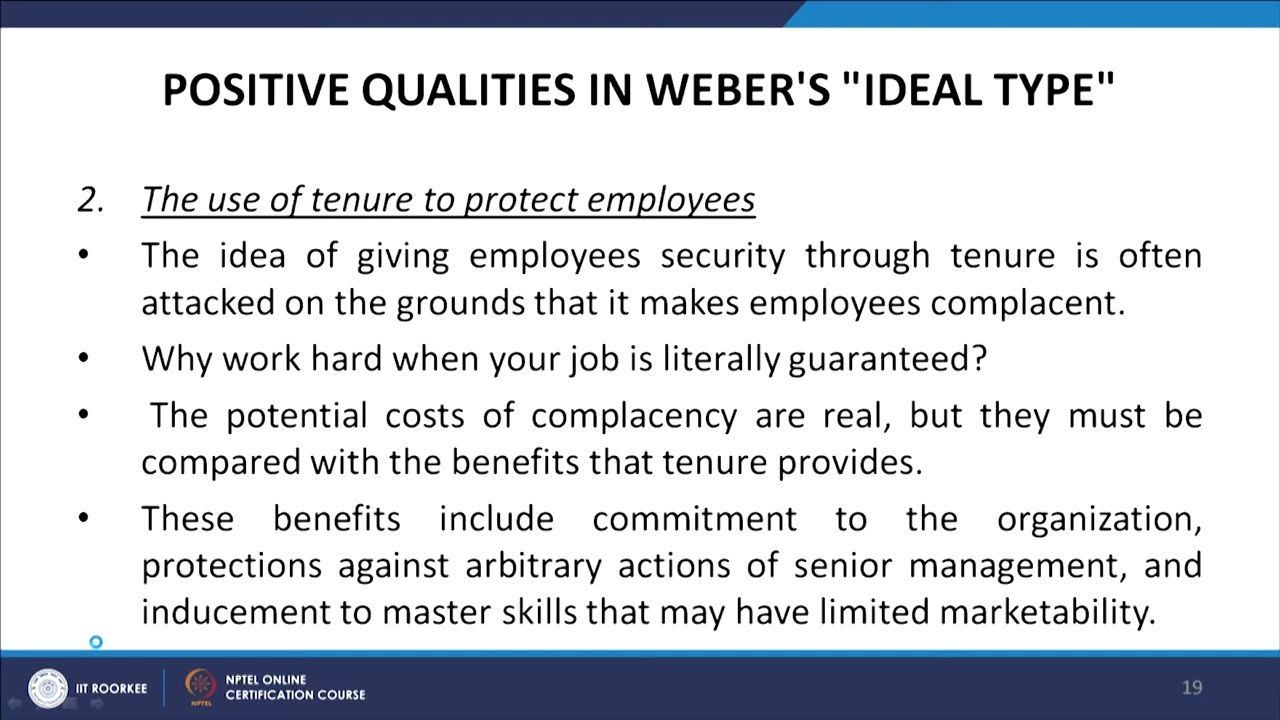 POSITIVE QUALITIES IN WEBER'S "IDEAL TYPE"
2. The use of tenure to protect employees
• The idea of giving employees security through tenure is often
attacked on the grounds that it makes employees complacent.
• Why work hard when your job is literally guaranteed?
• The potential costs of complacency are real, but they must be
compared with the benefits that tenure provides.
• These benefits include commitment to the organization,
protections against arbitrary actions of senior management, and
inducement to master skills that may have limited marketability.
IIT ROORKEE
NPTEL
NPTEL ONLINE
CERTIFICATION COURSE
19